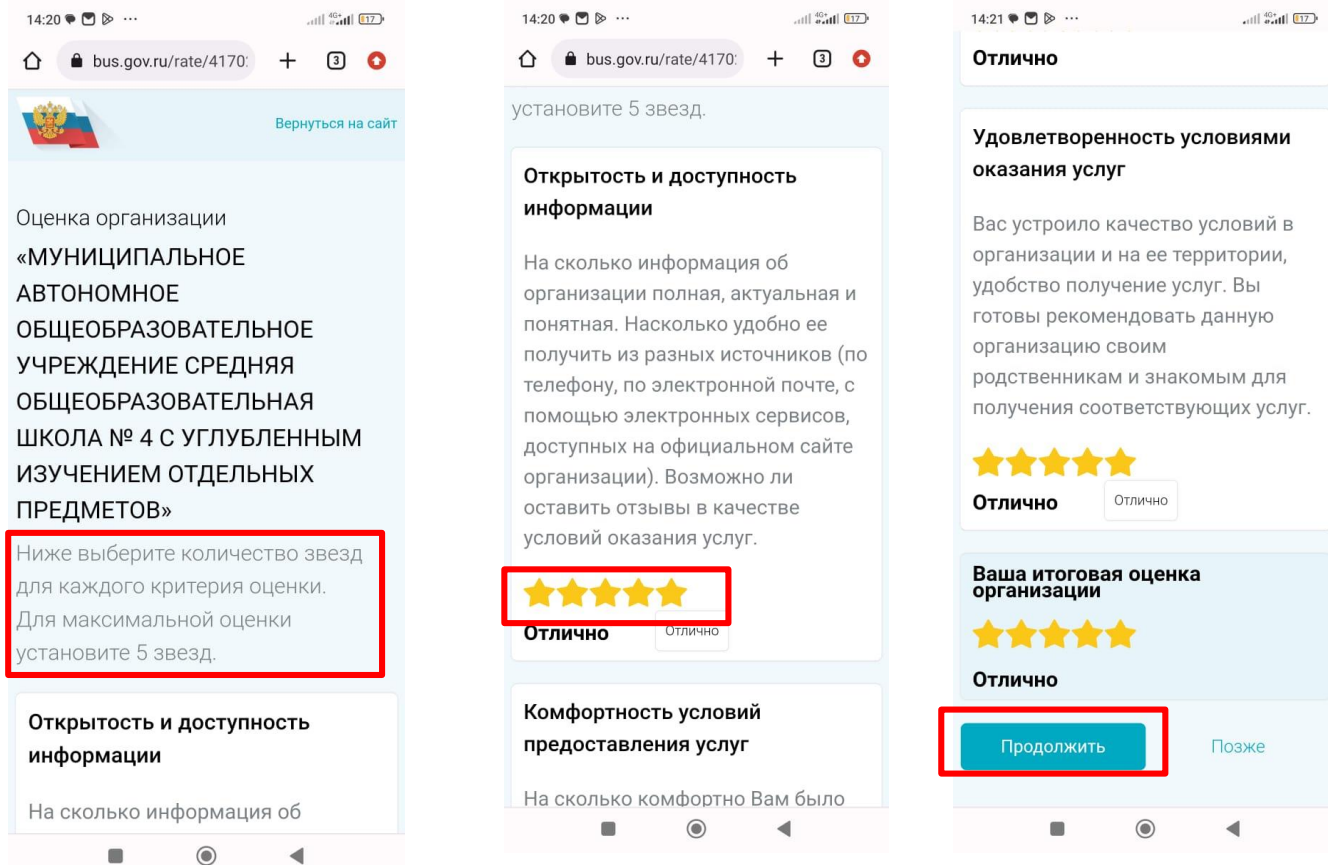 14:20 ... 4G+ 17
bus.gov.ru/rate/4170 3
Вернуться на сайт
Оценка организации
«МУНИЦИПАЛЬНОЕ
АВТОНОМНОЕ
ОБЩЕОБРАЗОВАТЕЛЬНОЕ
УЧРЕЖДЕНИЕ СРЕДНЯЯ
ОБЩЕОБРАЗОВАТЕЛЬНАЯ
ШКОЛА № 4 С УГЛУБЛЕННЫМ
ИЗУЧЕНИЕМ ОТДЕЛЬНЫХ
ПРЕДМЕТОВ»
Ниже выберите количество звезд
для каждого критерия оценки.
Для максимальной оценки
установите 5 звезд.
Открытость и доступность
информации
На сколько информация об
14:20 ... 4G+ 17
bus.gov.ru/rate/4170 3
установите 5 звезд.
Открытость и доступность
информации
На сколько информация об
организации полная, актуальная и
понятная. Насколько удобно ее
получить из разных источников (по
телефону, по электронной почте, с
помощью электронных сервисов,
доступных на официальном сайте
организации). Возможно ли
оставить отзывы в качестве
условий оказания услуг.
Отлично Отлично
Комфортность условий
предоставления услуг
На сколько комфортно Вам было
14:21 ... 4G+ 17
Отлично
Удовлетворенность условиями
оказания услуг
Вас устроило качество условий в
организации и на ее территории,
удобство получение услуг. Вы
готовы рекомендовать данную
организацию своим
родственникам и знакомым для
получения соответствующих услуг.
Отлично Отлично
Ваша итоговая оценка
организации
Отлично
Продолжить Позже